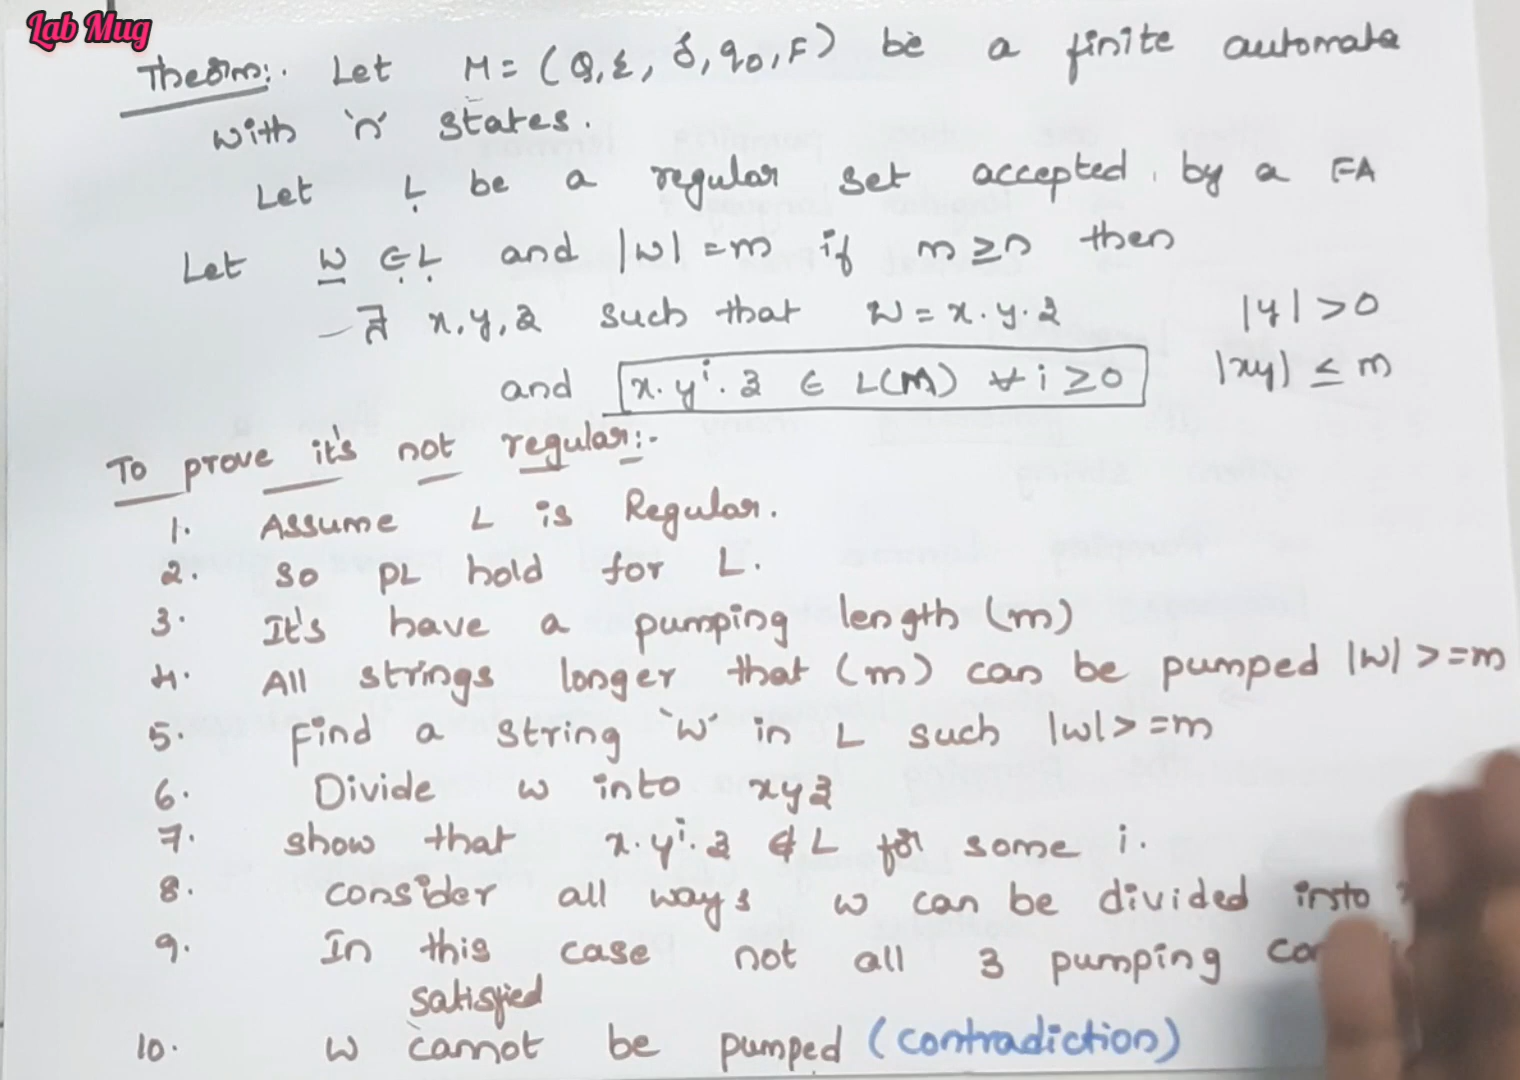 Lab Mug
Theorm:. Let M = (Q, Σ, δ, q₀, F) be a finite automata
with 'n' states.
Let L be a regular set accepted by a FA
Let w ∈ L and |w| = m if m ≥ n then
∃ x, y, z such that w = x.y.z |y| > 0
and x.yⁱ.z ∈ L(M) ∀ i ≥ 0 |xy| ≤ m
To prove it's not regular:-
1. Assume L is Regular.
2. So PL hold for L.
3. It's have a pumping length (m)
4. All strings longer that (m) can be pumped |w| >= m
5. Find a string 'w' in L such |w| >= m
6. Divide w into xyz
7. show that x.yⁱ.z ∉ L for some i.
8. consider all ways w can be divided into
9. In this case not all 3 pumping
satisfied
10. w cannot be pumped (contradiction)